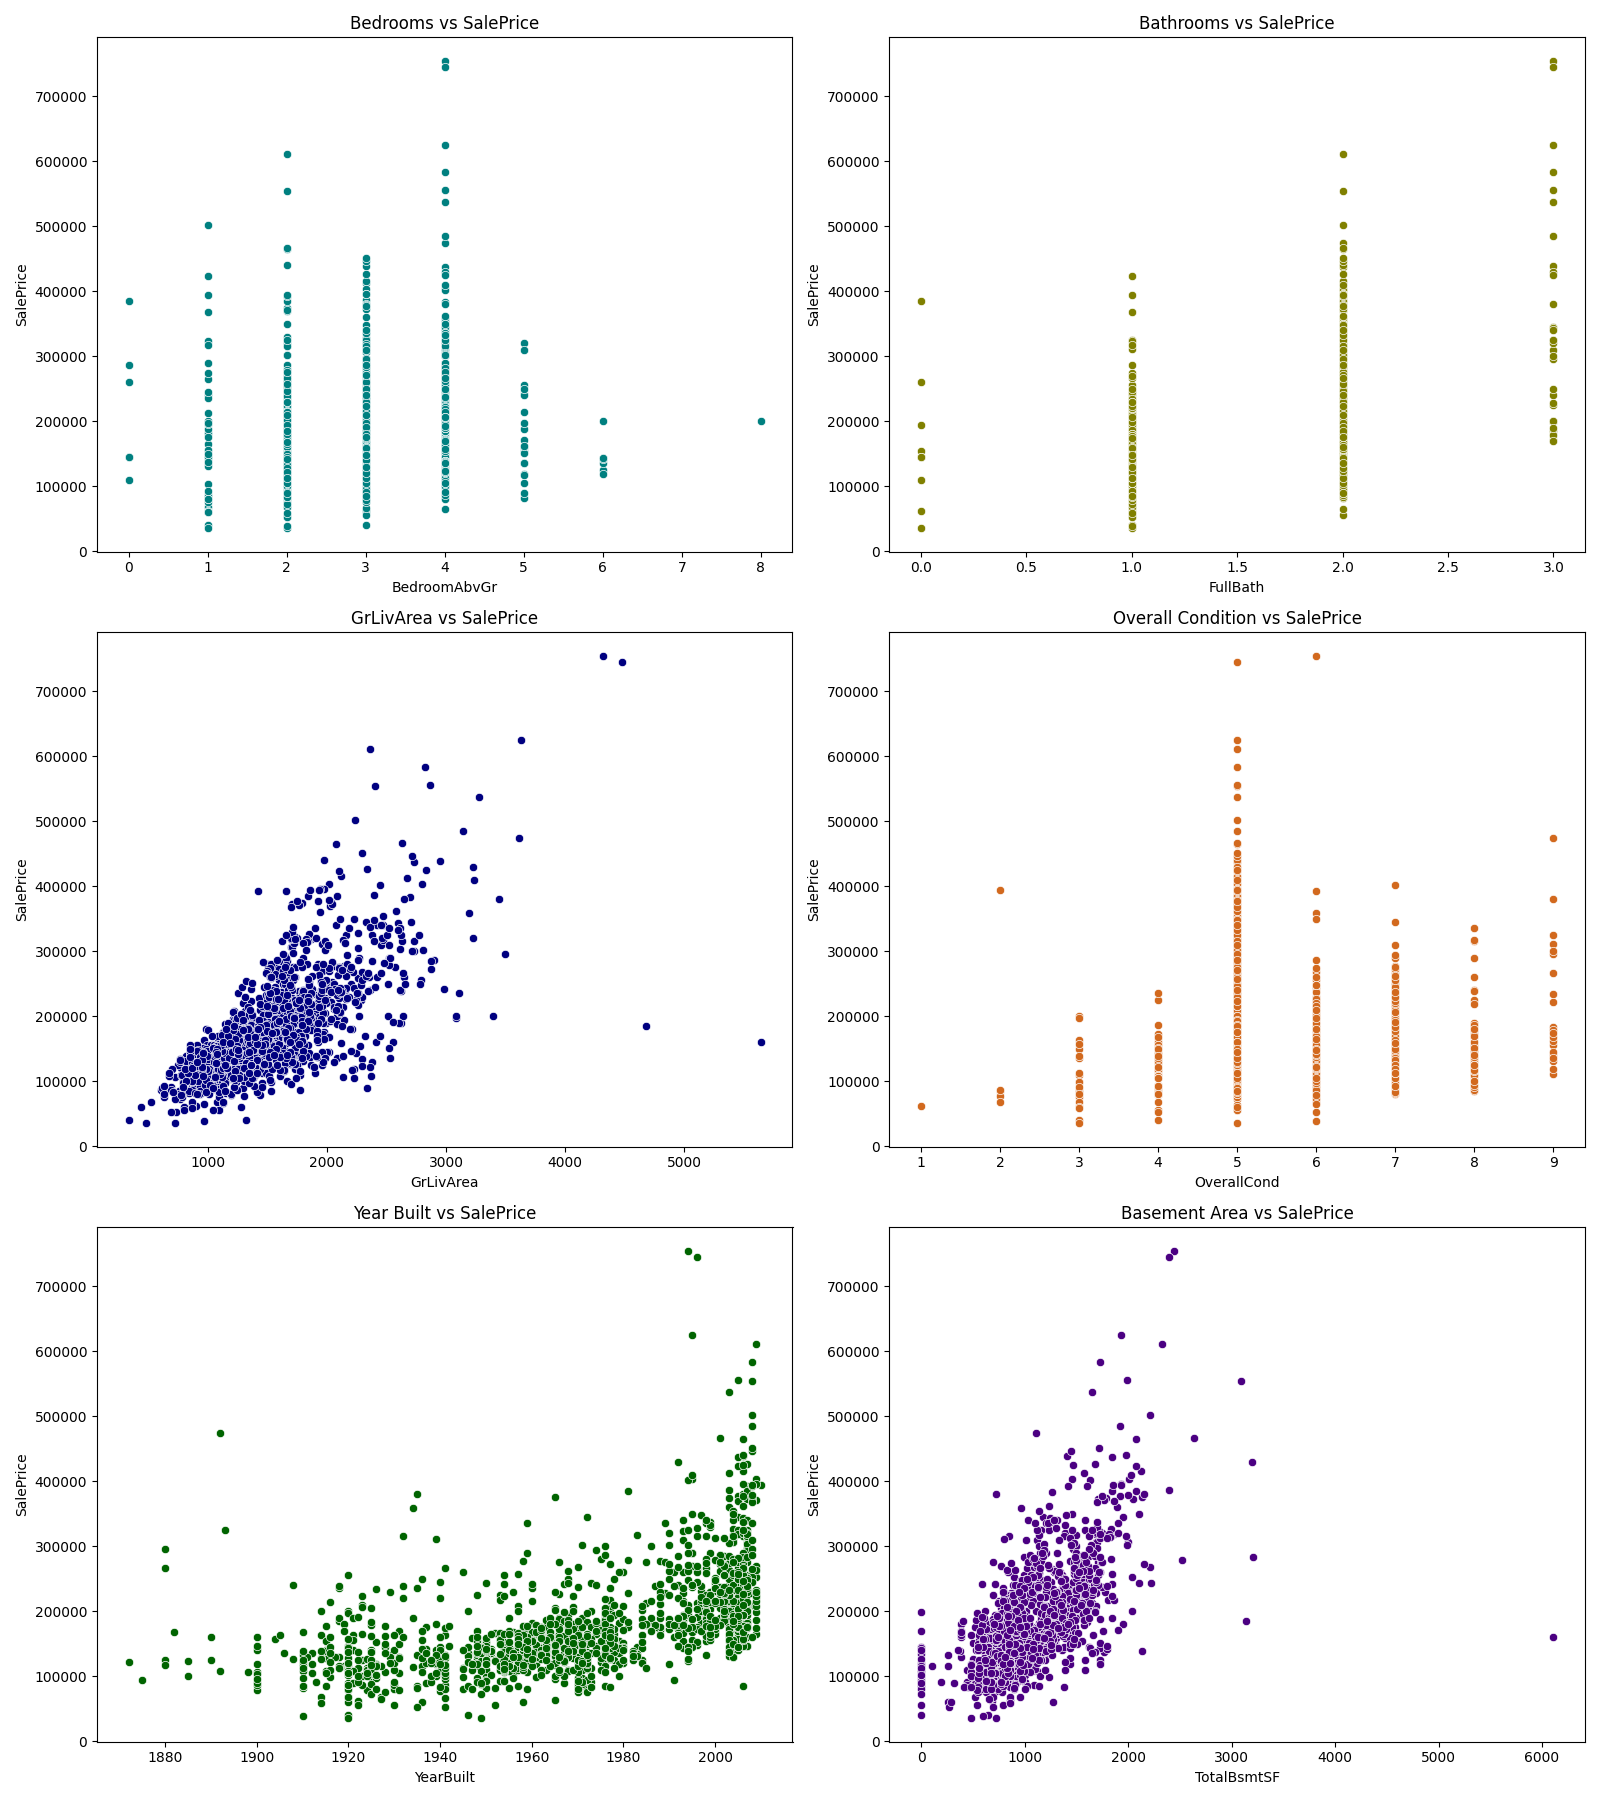 Bedrooms vs SalePrice
700000
600000
500000
400000
300000
200000
100000
0
SalePrice
0 1 2 3 4 5 6 7 8
BedroomAbvGr
Bathrooms vs SalePrice
700000
600000
500000
400000
300000
200000
100000
0
SalePrice
0.0 0.5 1.0 1.5 2.0 2.5 3.0
FullBath
GrLivArea vs SalePrice
700000
600000
500000
400000
300000
200000
100000
0
SalePrice
1000 2000 3000 4000 5000
GrLivArea
Overall Condition vs SalePrice
700000
600000
500000
400000
300000
200000
100000
0
SalePrice
1 2 3 4 5 6 7 8 9
OverallCond
Year Built vs SalePrice
700000
600000
500000
400000
300000
200000
100000
0
SalePrice
1880 1900 1920 1940 1960 1980 2000
YearBuilt
Basement Area vs SalePrice
700000
600000
500000
400000
300000
200000
100000
0
SalePrice
0 1000 2000 3000 4000 5000 6000
TotalBsmtSF